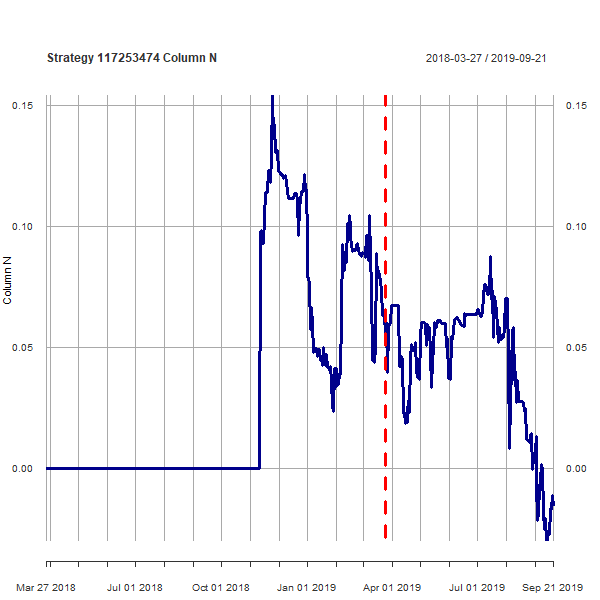 Strategy 117253474 Column N 2018-03-27 / 2019-09-21
0.15 0.15
0.10 0.10
0.05 0.05
0.00 0.00
Column N
Mar 27 2018 Jul 01 2018 Oct 01 2018 Jan 01 2019 Apr 01 2019 Jul 01 2019 Sep 21 2019